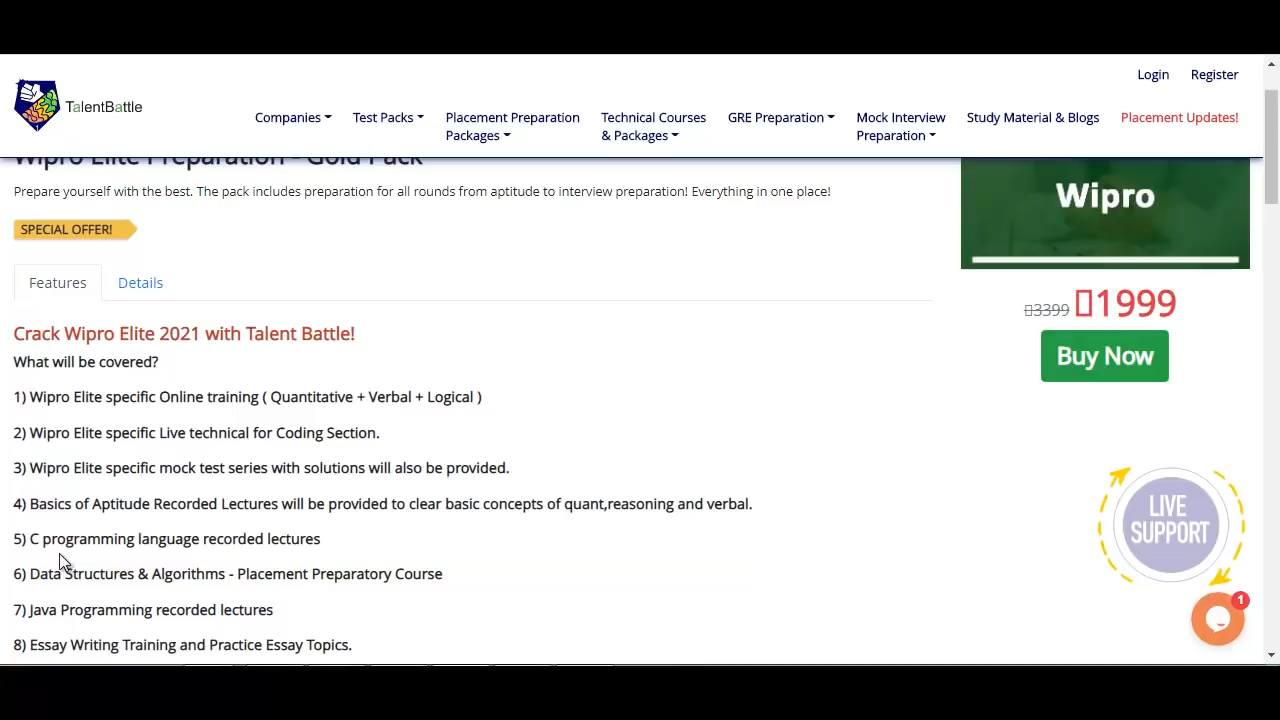 Login Register
TalentBattle
Companies Test Packs Placement Preparation Packages Technical Courses & Packages GRE Preparation Mock Interview Preparation Study Material & Blogs Placement Updates!
Wipro Elite Preparation - Gold Pack
Prepare yourself with the best. The pack includes preparation for all rounds from aptitude to interview preparation! Everything in one place!
SPECIAL OFFER!
Features Details
Crack Wipro Elite 2021 with Talent Battle!
What will be covered?
1) Wipro Elite specific Online training ( Quantitative + Verbal + Logical )
2) Wipro Elite specific Live technical for Coding Section.
3) Wipro Elite specific mock test series with solutions will also be provided.
4) Basics of Aptitude Recorded Lectures will be provided to clear basic concepts of quant,reasoning and verbal.
5) C programming language recorded lectures
6) Data Structures & Algorithms - Placement Preparatory Course
7) Java Programming recorded lectures
8) Essay Writing Training and Practice Essay Topics.
Wipro
3399 1999
Buy Now
LIVE
SUPPORT
1